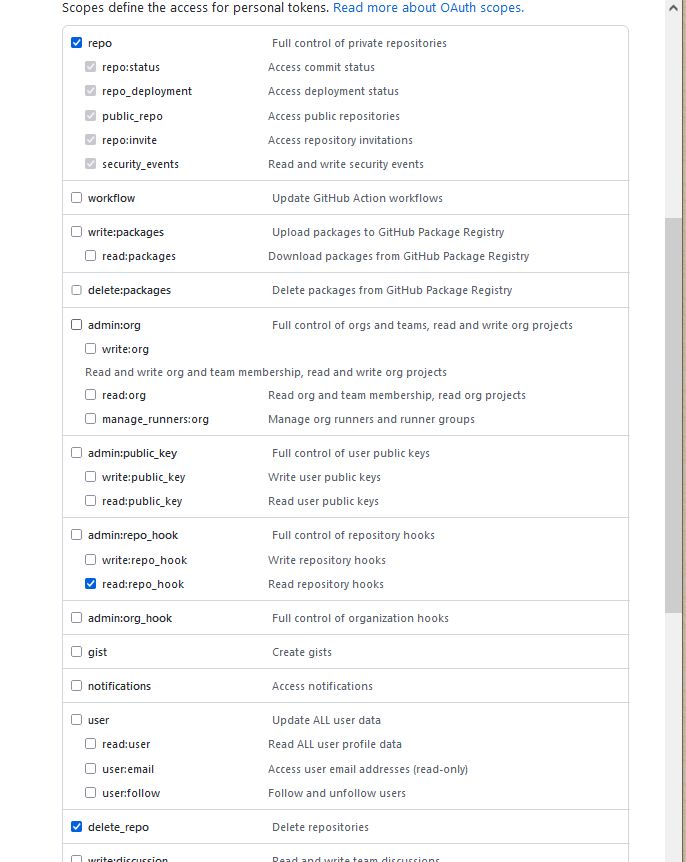 Scopes define the access for personal tokens. Read more about OAuth scopes.
repo Full control of private repositories
repo:status Access commit status
repo_deployment Access deployment status
public_repo Access public repositories
repo:invite Access repository invitations
security_events Read and write security events
workflow Update GitHub Action workflows
write:packages Upload packages to GitHub Package Registry
read:packages Download packages from GitHub Package Registry
delete:packages Delete packages from GitHub Package Registry
admin:org Full control of orgs and teams, read and write org projects
write:org
Read and write org and team membership, read and write org projects
read:org Read org and team membership, read org projects
manage_runners:org Manage org runners and runner groups
admin:public_key Full control of user public keys
write:public_key Write user public keys
read:public_key Read user public keys
admin:repo_hook Full control of repository hooks
write:repo_hook Write repository hooks
read:repo_hook Read repository hooks
admin:org_hook Full control of organization hooks
gist Create gists
notifications Access notifications
user Update ALL user data
read:user Read ALL user profile data
user:email Access user email addresses (read-only)
user:follow Follow and unfollow users
delete_repo Delete repositories
write:discussion Read and write team discussions